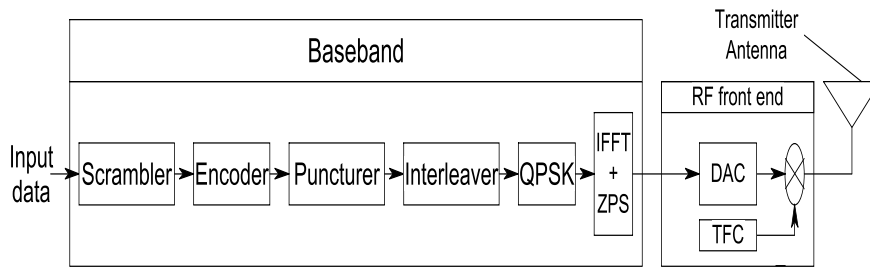 Transmitter
Antenna
Baseband
RF front end
Input
data
Scrambler
Encoder
Puncturer
Interleaver
QPSK
IFFT
+
ZPS
DAC
TFC